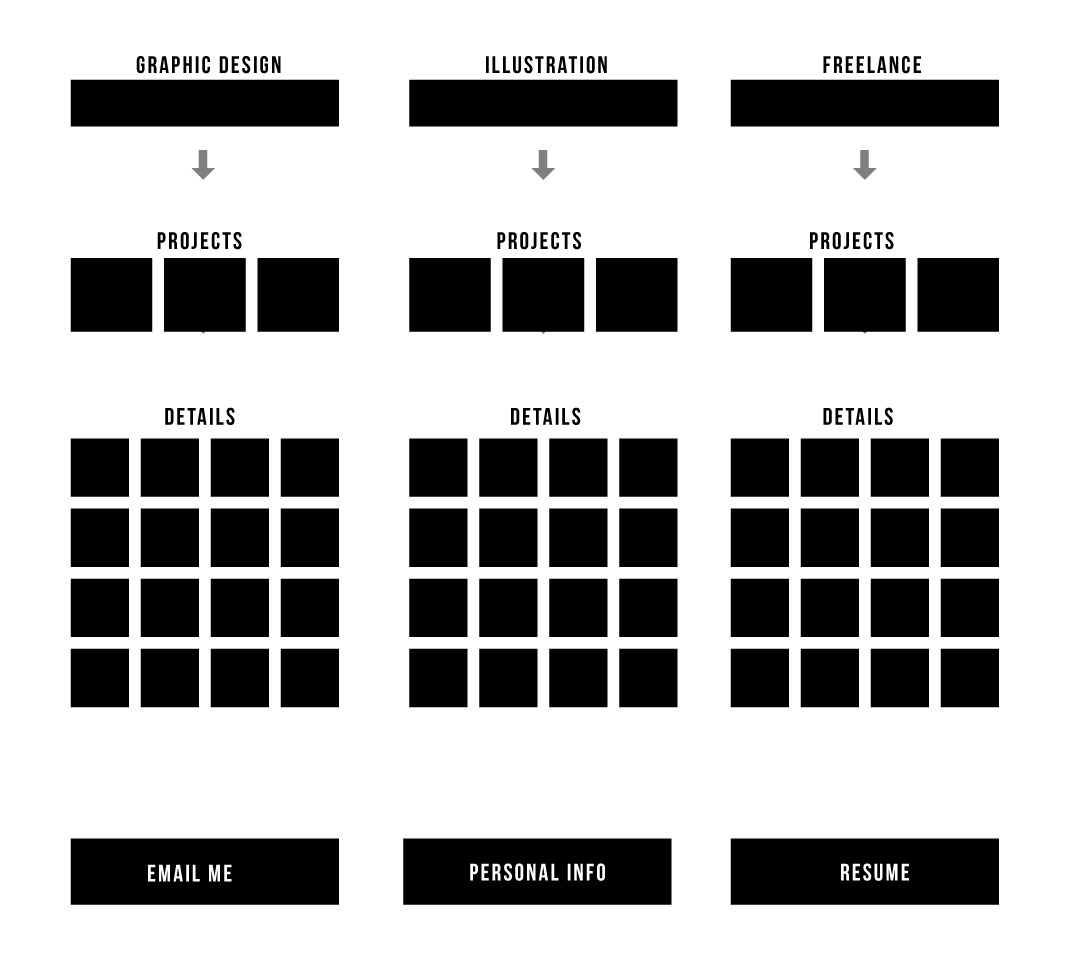 GRAPHIC DESIGN
ILLUSTRATION
FREELANCE
PROJECTS
PROJECTS
PROJECTS
DETAILS
DETAILS
DETAILS
EMAIL ME
PERSONAL INFO
RESUME